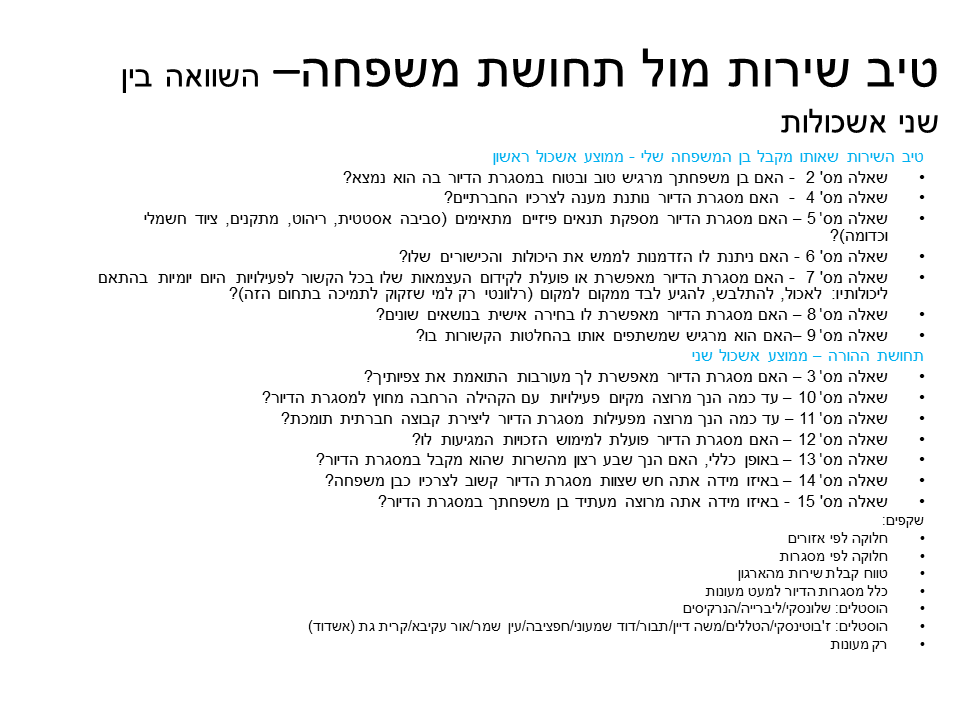 טיב שירות מול תחושת משפחה– השוואה בין
שני אשכולות
טיב השירות שאותו מקבל בן המשפחה שלי - ממוצע אשכול ראשון
• שאלה מס' 2 - האם בן משפחתך מרגיש טוב ובטוח במסגרת הדיור בה הוא נמצא?
• שאלה מס' 4 - האם מסגרת הדיור נותנת מענה לצרכיו החברתיים?
• שאלה מס' 5 – האם מסגרת הדיור מספקת תנאים פיזיים מתאימים (סביבה אסטטית, ריהוט, מתקנים, ציוד חשמלי
וכדומה)?
• שאלה מס' 6 - האם ניתנת לו הזדמנות לממש את היכולות והכישורים שלו?
• שאלה מס' 7 - האם מסגרת הדיור מאפשרת או פועלת לקידום העצמאות שלו בכל הקשור לפעילויות היום יומיות בהתאם
ליכולותיו: לאכול, להתלבש, להגיע לבד ממקום למקום (רלוונטי רק למי שזקוק לתמיכה בתחום הזה)?
• שאלה מס' 8 – האם מסגרת הדיור מאפשרת לו בחירה אישית בנושאים שונים?
• שאלה מס' 9 –האם הוא מרגיש שמשתפים אותו בהחלטות הקשורות בו?
תחושת ההורה – ממוצע אשכול שני
• שאלה מס' 3 – האם מסגרת הדיור מאפשרת לך מעורבות התואמת את צפיותיך?
• שאלה מס' 10 – עד כמה הנך מרוצה מקיום פעילויות עם הקהילה הרחבה מחוץ למסגרת הדיור?
• שאלה מס' 11 – עד כמה הנך מרוצה מפעילות מסגרת הדיור ליצירת קבוצה חברתית תומכת?
• שאלה מס' 12 – האם מסגרת הדיור פועלת למימוש הזכויות המגיעות לו?
• שאלה מס' 13 – באופן כללי, האם הנך שבע רצון מהשרות שהוא מקבל במסגרת הדיור?
• שאלה מס' 14 – באיזו מידה אתה חש שצוות מסגרת הדיור קשוב לצרכיו כבן משפחה?
• שאלה מס' 15 - באיזו מידה אתה מרוצה מעתיד בן משפחתך במסגרת הדיור?
שקפים:
• חלוקה לפי אזורים
• חלוקה לפי מסגרות
• טווח קבלת שירות מהארגון
• כלל מסגרות הדיור למעט מעונות
• הוסטלים: שלונסקי/ליברייה/הנרקיסים
• הוסטלים: ז'בוטינסקי/הטללים/משה דיין/תבור/דוד שמעוני/חפציבה/עין שמר/אור עקיבא/קרית גת (אשדוד)
• רק מעונות